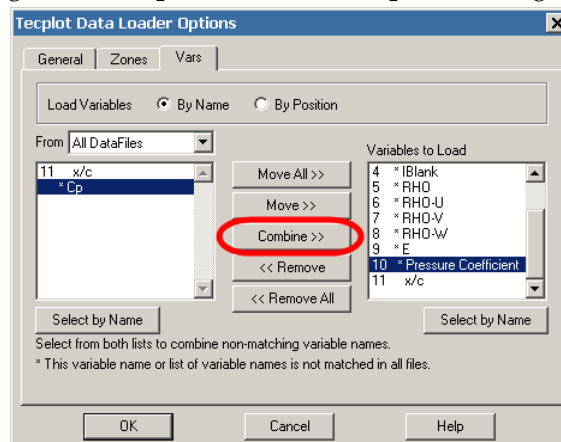 Tecplot Data Loader Options
General Zones Vars
Load Variables By Name By Position
From All DataFiles
Variables to Load
11 x/c
* Cp
Move All >>
Move >>
Combine >>
<< Remove
<< Remove All
4 * IBlank
5 * RHO
6 * RHO-U
7 * RHO-V
8 * RHO-W
9 * E
10 * Pressure Coefficient
11 x/c
Select by Name
Select by Name
Select from both lists to combine non-matching variable names.
* This variable name or list of variable names is not matched in all files.
OK Cancel Help